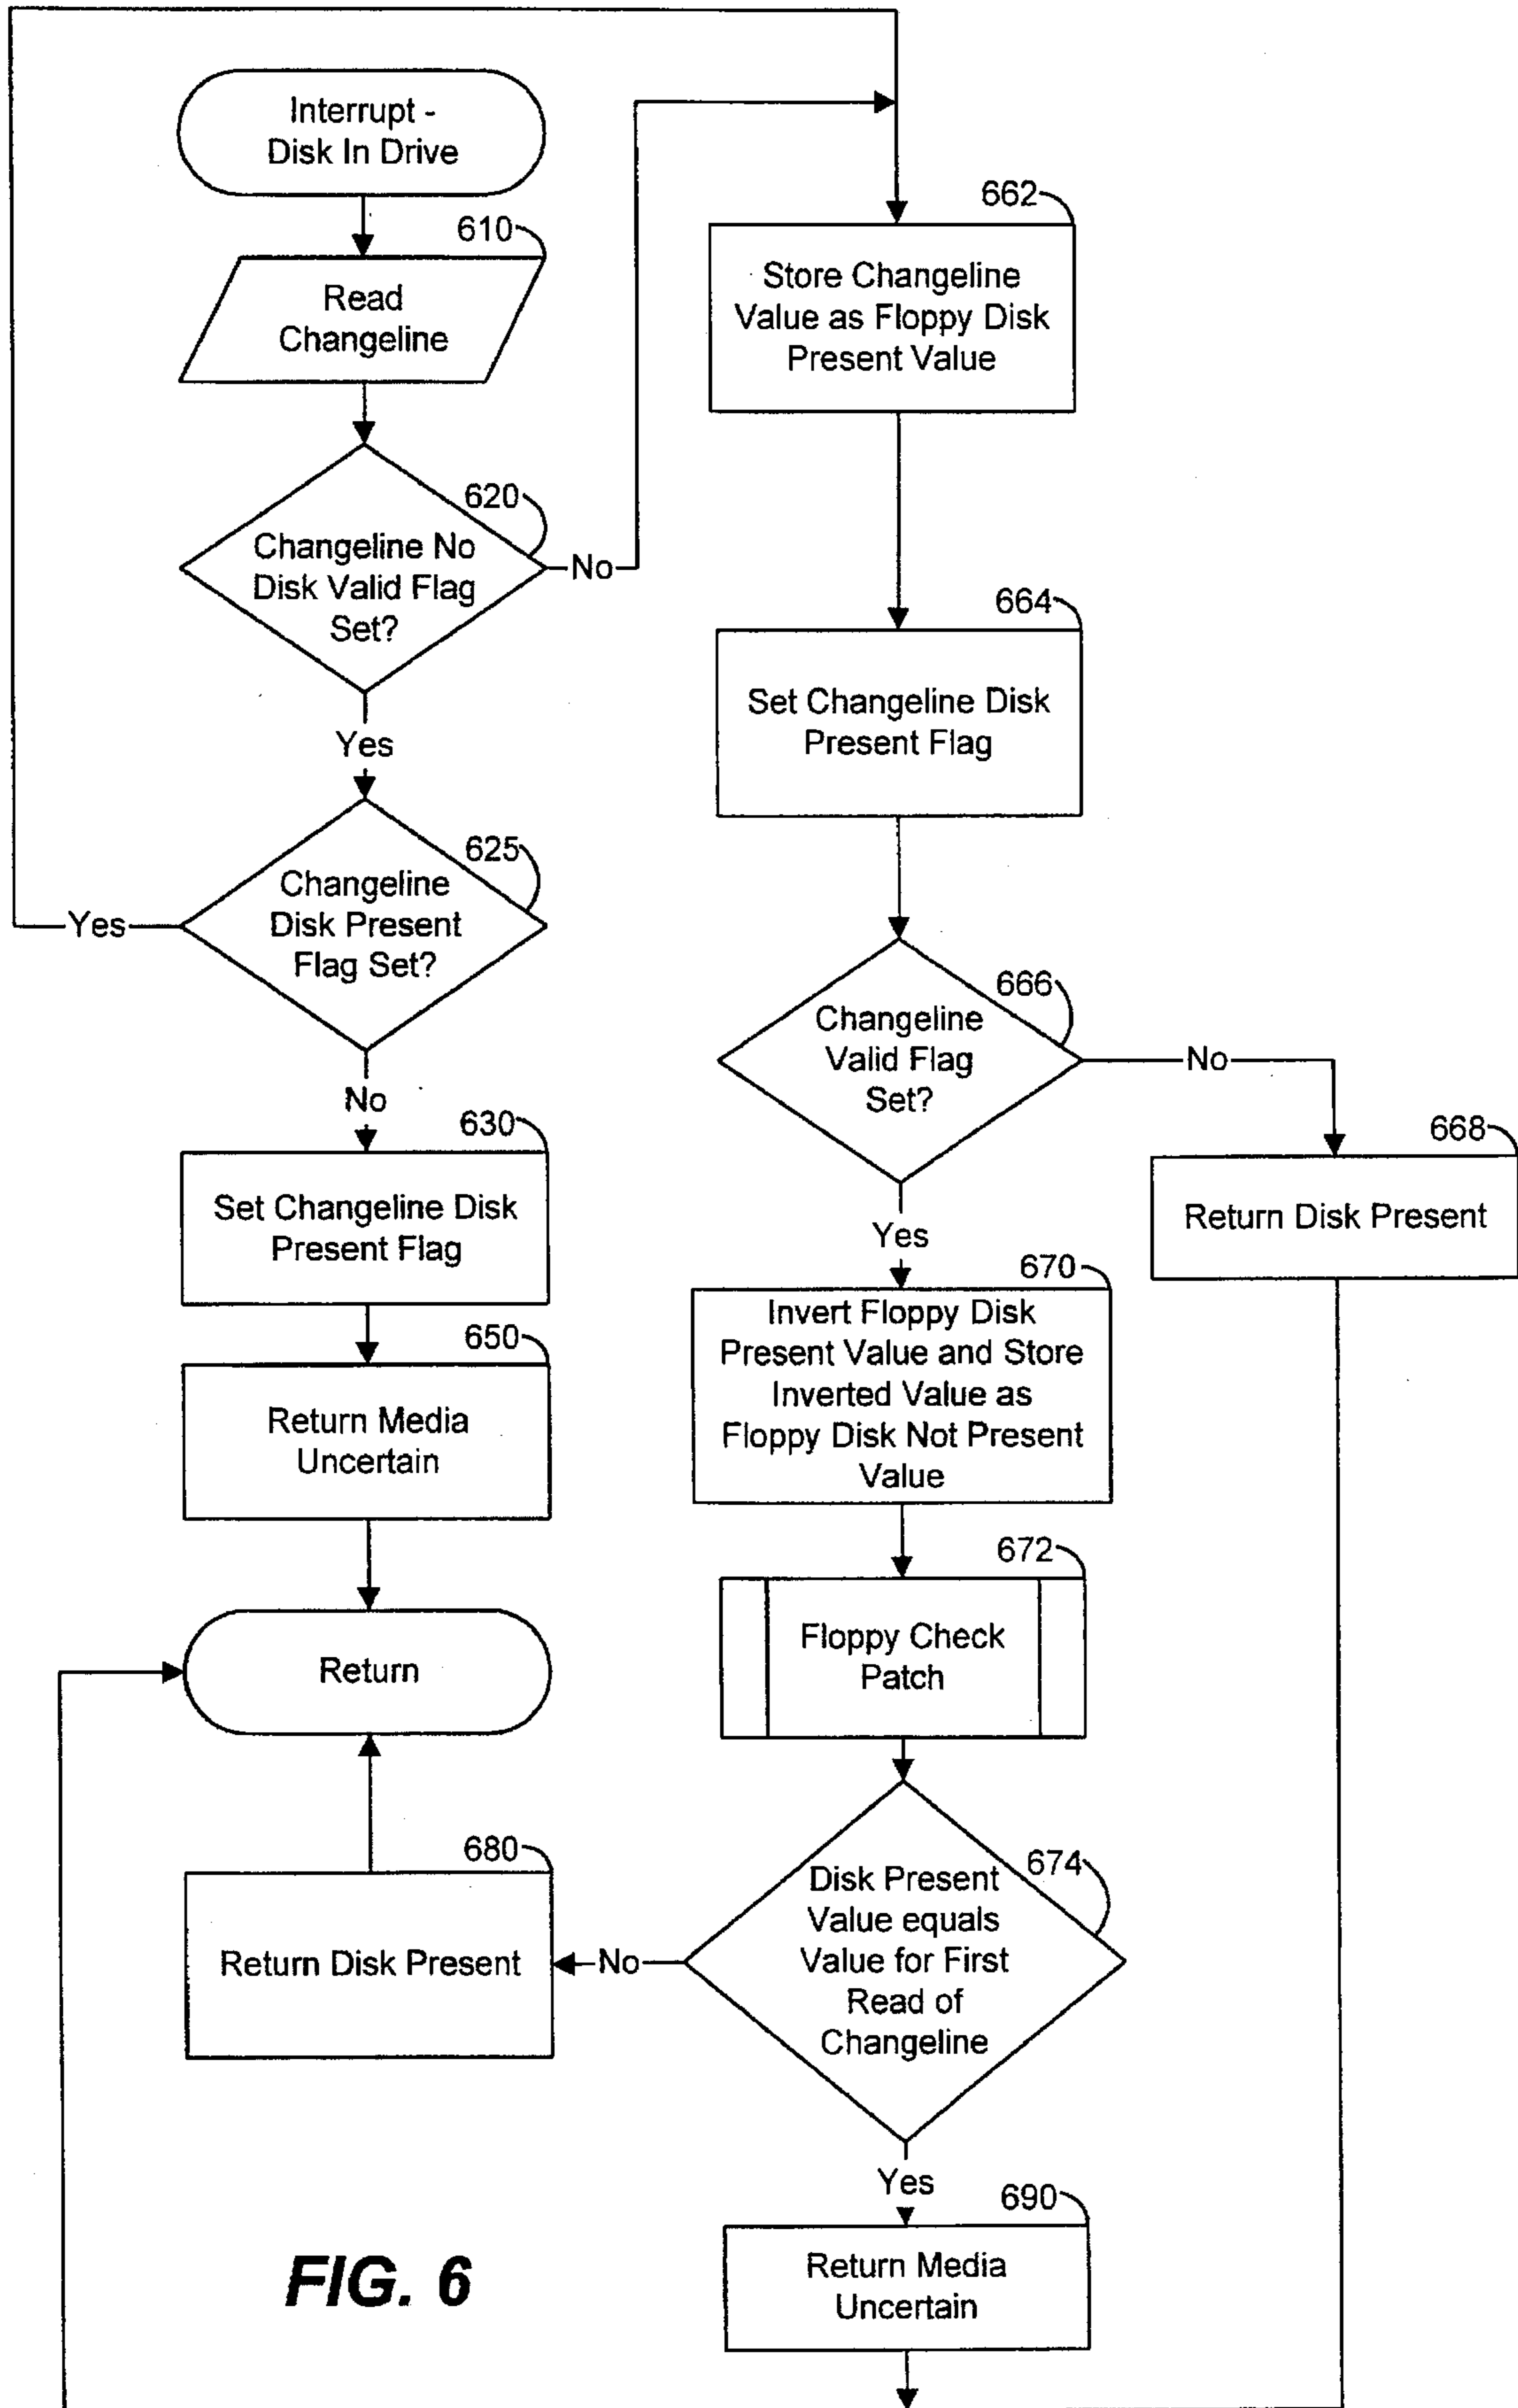 Interrupt -
Disk In Drive
610
Read
Changeline
620
Changeline No
Disk Valid Flag
Set?
No
Yes
625
Changeline
Disk Present
Flag Set?
Yes
No
630
Set Changeline Disk
Present Flag
650
Return Media
Uncertain
Return
662
Store Changeline
Value as Floppy Disk
Present Value
664
Set Changeline Disk
Present Flag
666
Changeline
Valid Flag
Set?
No
668
Return Disk Present
Yes
670
Invert Floppy Disk
Present Value and Store
Inverted Value as
Floppy Disk Not Present
Value
672
Floppy Check
Patch
674
Disk Present
Value equals
Value for First
Read of
Changeline
No
680
Return Disk Present
Yes
690
Return Media
Uncertain
FIG. 6